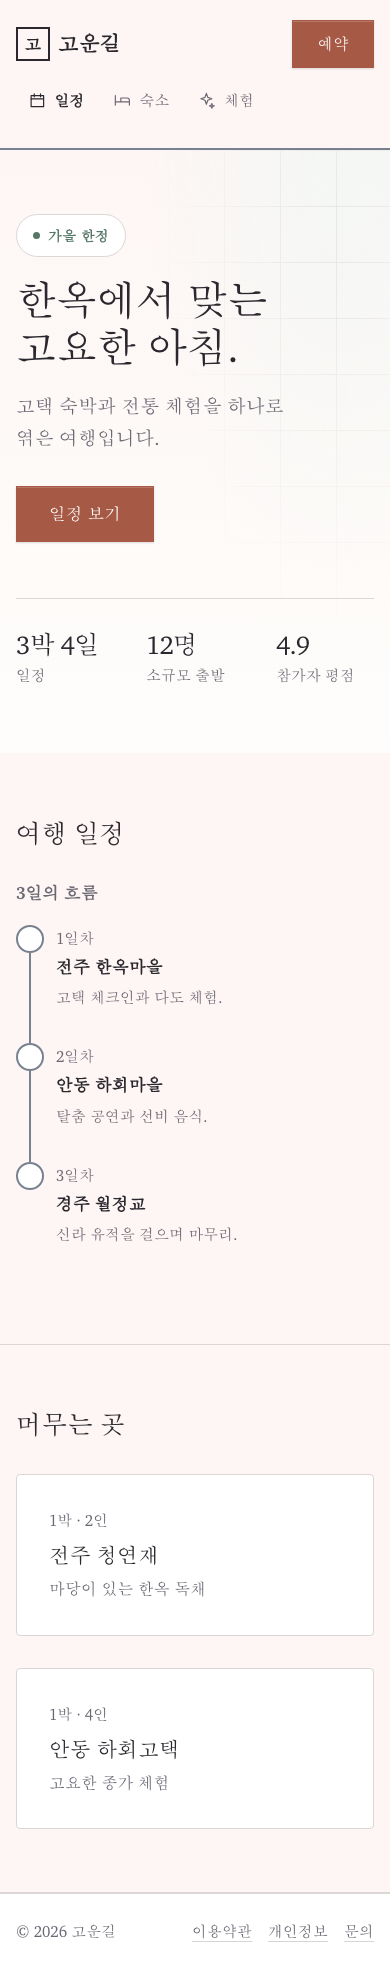 고 고운길
예약
일정 숙소 체험
가을 한정
한옥에서 맞는
고요한 아침.
고택 숙박과 전통 체험을 하나로
엮은 여행입니다.
일정 보기
3박 4일 12명 4.9
일정 소규모 출발 참가자 평점
여행 일정
3일의 흐름
1일차
전주 한옥마을
고택 체크인과 다도 체험.
2일차
안동 하회마을
탈춤 공연과 선비 음식.
3일차
경주 월정교
신라 유적을 걸으며 마무리.
머무는 곳
1박 · 2인
전주 청연재
마당이 있는 한옥 독채
1박 · 4인
안동 하회고택
고요한 종가 체험
© 2026 고운길 이용약관 개인정보 문의